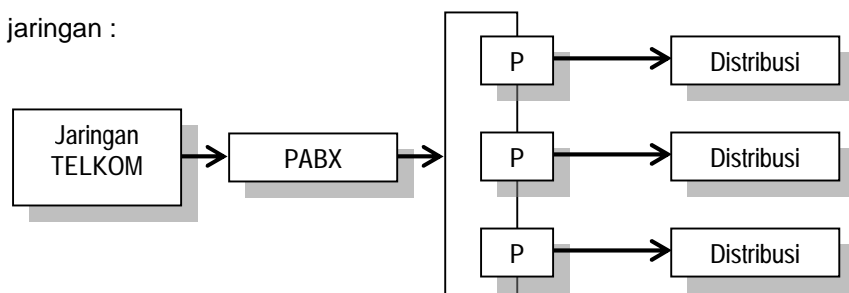 jaringan :
Jaringan
TELKOM
PABX
P
Distribusi
P
Distribusi
P
Distribusi